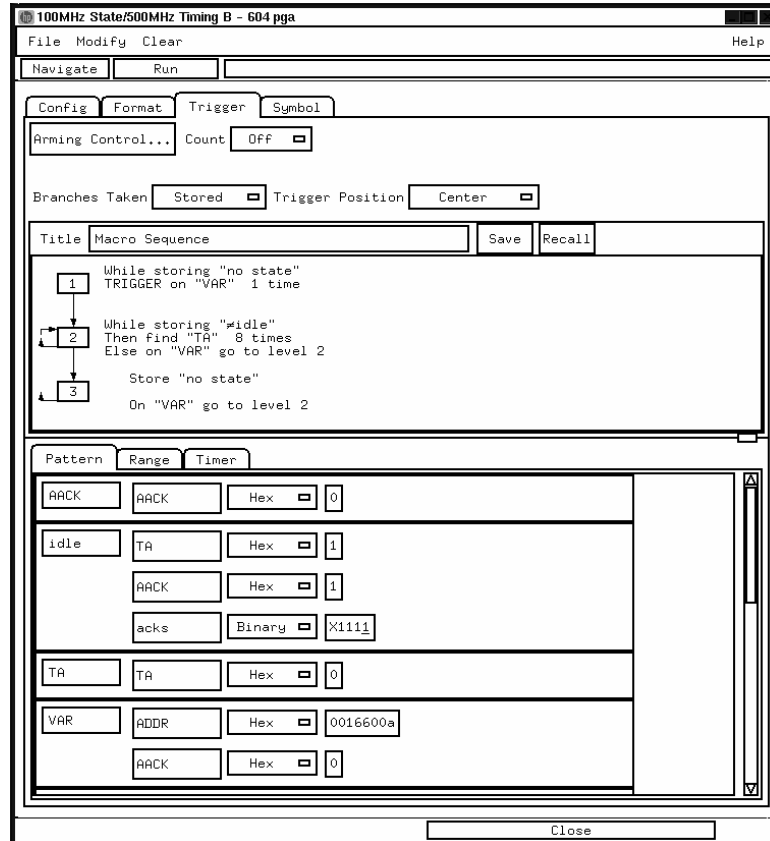 100MHz State/500MHz Timing B - 604 pga
File Modify Clear Help
Navigate Run
Config Format Trigger Symbol
Arming Control... Count Off
Branches Taken Stored Trigger Position Center
Title Macro Sequence Save Recall
While storing "no state"
1 TRIGGER on "VAR" 1 time
While storing "≠idle"
2 Then find "TA" 8 times
Else on "VAR" go to level 2
Store "no state"
3
On "VAR" go to level 2
Pattern Range Timer
AACK AACK Hex 0
idle TA Hex 1
AACK Hex 1
acks Binary X1111
TA TA Hex 0
VAR ADDR Hex 0016600a
AACK Hex 0
Close